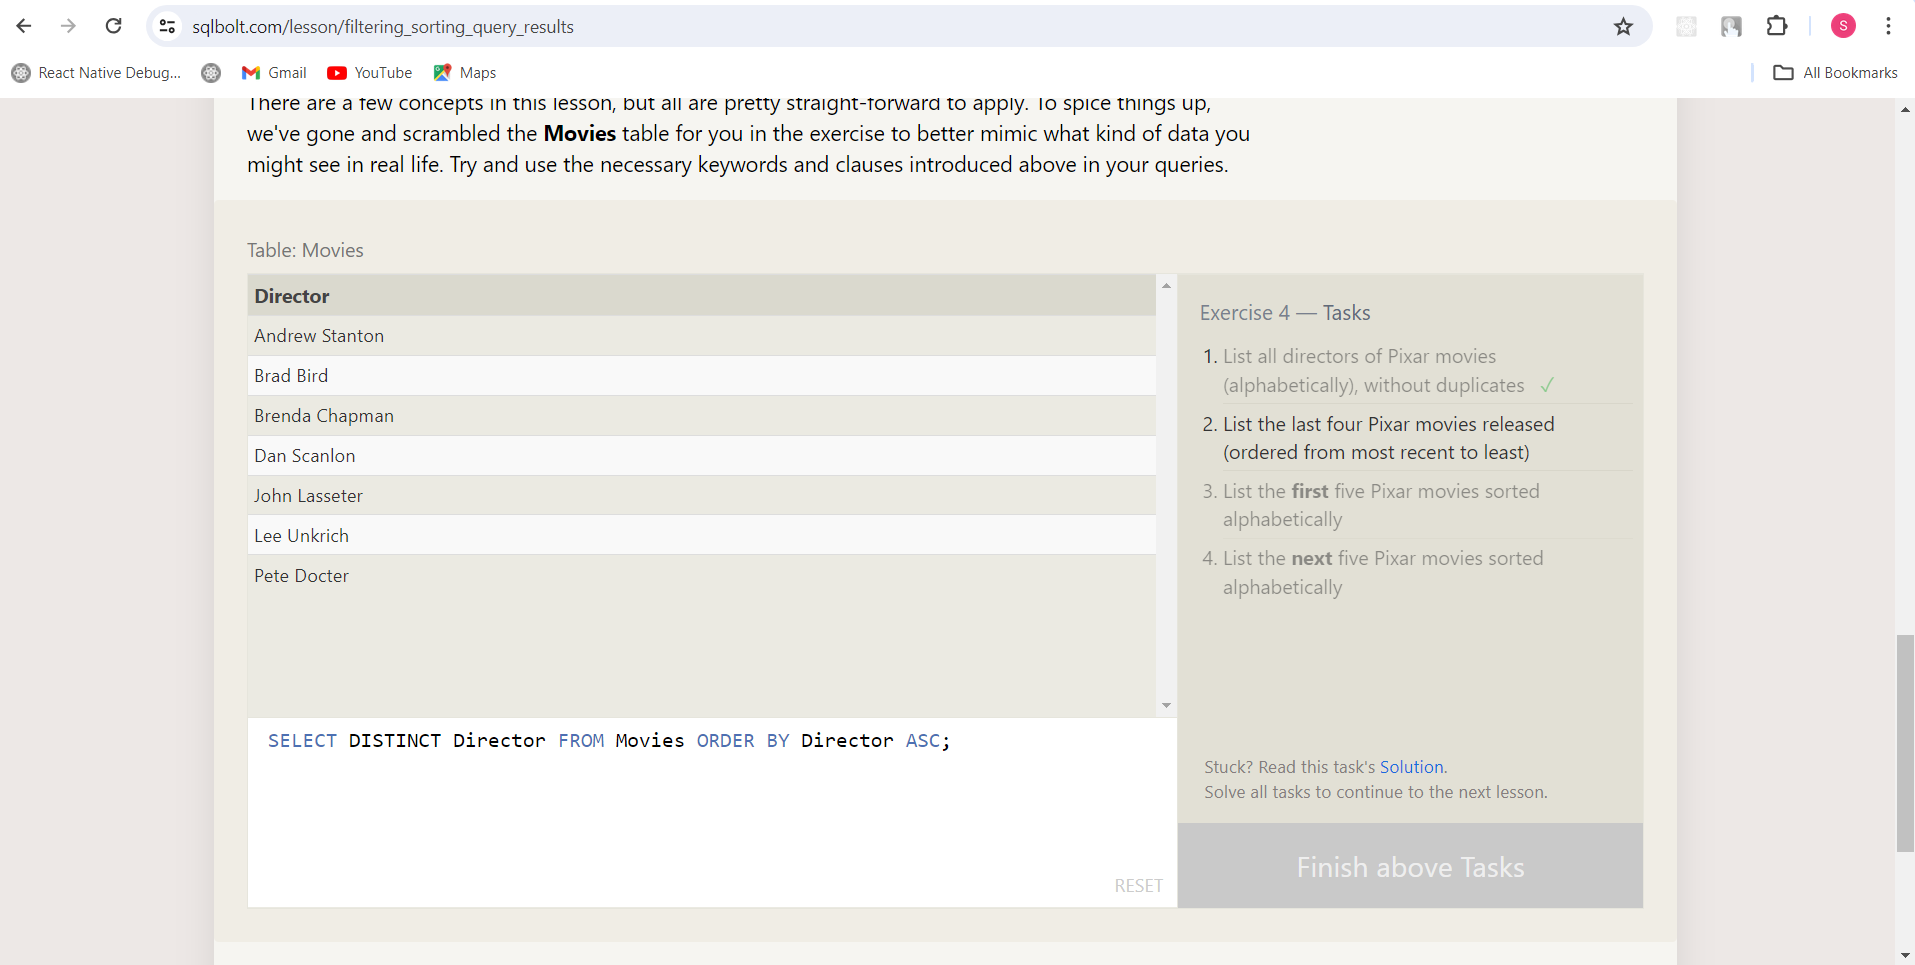 sqlbolt.com/lesson/filtering_sorting_query_results
S
React Native Debug...
Gmail
YouTube
Maps
All Bookmarks
There are a few concepts in this lesson, but all are pretty straight-forward to apply. To spice things up,
we've gone and scrambled the Movies table for you in the exercise to better mimic what kind of data you
might see in real life. Try and use the necessary keywords and clauses introduced above in your queries.
Table: Movies
Director
Andrew Stanton
Brad Bird
Brenda Chapman
Dan Scanlon
John Lasseter
Lee Unkrich
Pete Docter
SELECT DISTINCT Director FROM Movies ORDER BY Director ASC;
RESET
Exercise 4 — Tasks
1. List all directors of Pixar movies
(alphabetically), without duplicates ✓
2. List the last four Pixar movies released
(ordered from most recent to least)
3. List the first five Pixar movies sorted
alphabetically
4. List the next five Pixar movies sorted
alphabetically
Stuck? Read this task's Solution.
Solve all tasks to continue to the next lesson.
Finish above Tasks